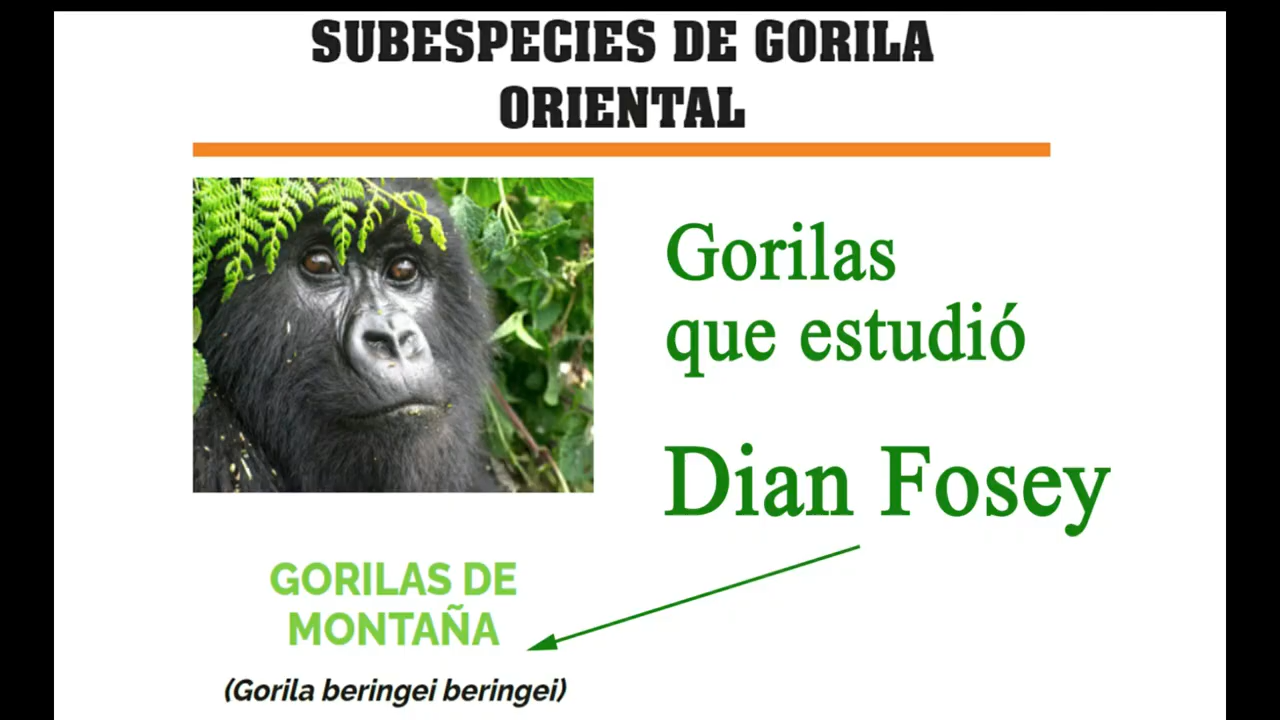 SUBESPECIES DE GORILA
ORIENTAL
Gorilas
que estudió
Dian Fosey
GORILAS DE
MONTAÑA
(Gorila beringei beringei)